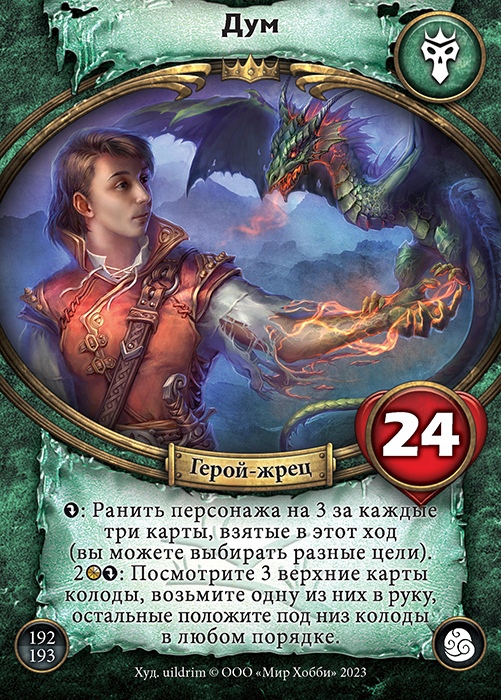 Дум
24
Герой-жрец
: Ранить персонажа на 3 за каждые
три карты, взятые в этот ход
(вы можете выбирать разные цели).
2: Посмотрите 3 верхние карты
колоды, возьмите одну из них в руку,
остальные положите под низ колоды
в любом порядке.
192
193
Худ. uildrim © ООО «Мир Хобби» 2023